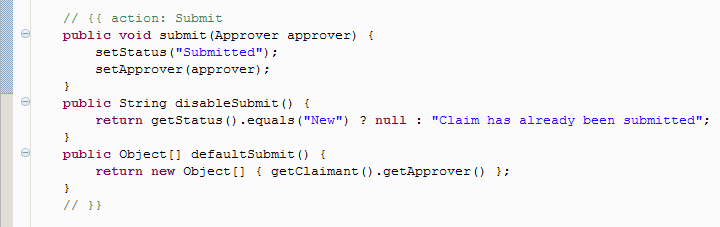 // {{ action: Submit
public void submit(Approver approver) {
    setStatus("Submitted");
    setApprover(approver);
}
public String disableSubmit() {
    return getStatus().equals("New") ? null : "Claim has already been submitted";
}
public Object[] defaultSubmit() {
    return new Object[] { getClaimant().getApprover() };
}
// }}